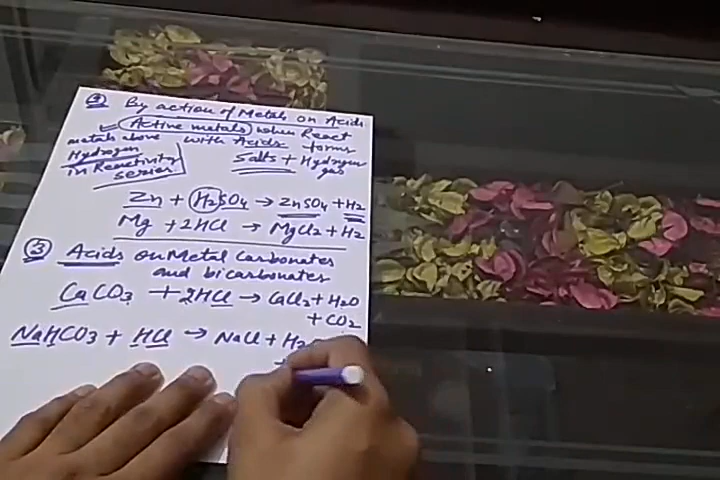 ② By action of Metals on Acids
Active metals when React
metals above with Acids forms
Hydrogen Salts + Hydrogen
in Reactivity gas
series
Zn + H₂SO₄ → ZnSO₄ + H₂
Mg + 2HCl → MgCl₂ + H₂
③ Acids on Metal Carbonates
and bicarbonates
CaCO₃ + 2HCl → CaCl₂ + H₂O
+ CO₂
NaHCO₃ + HCl → NaCl + H₂